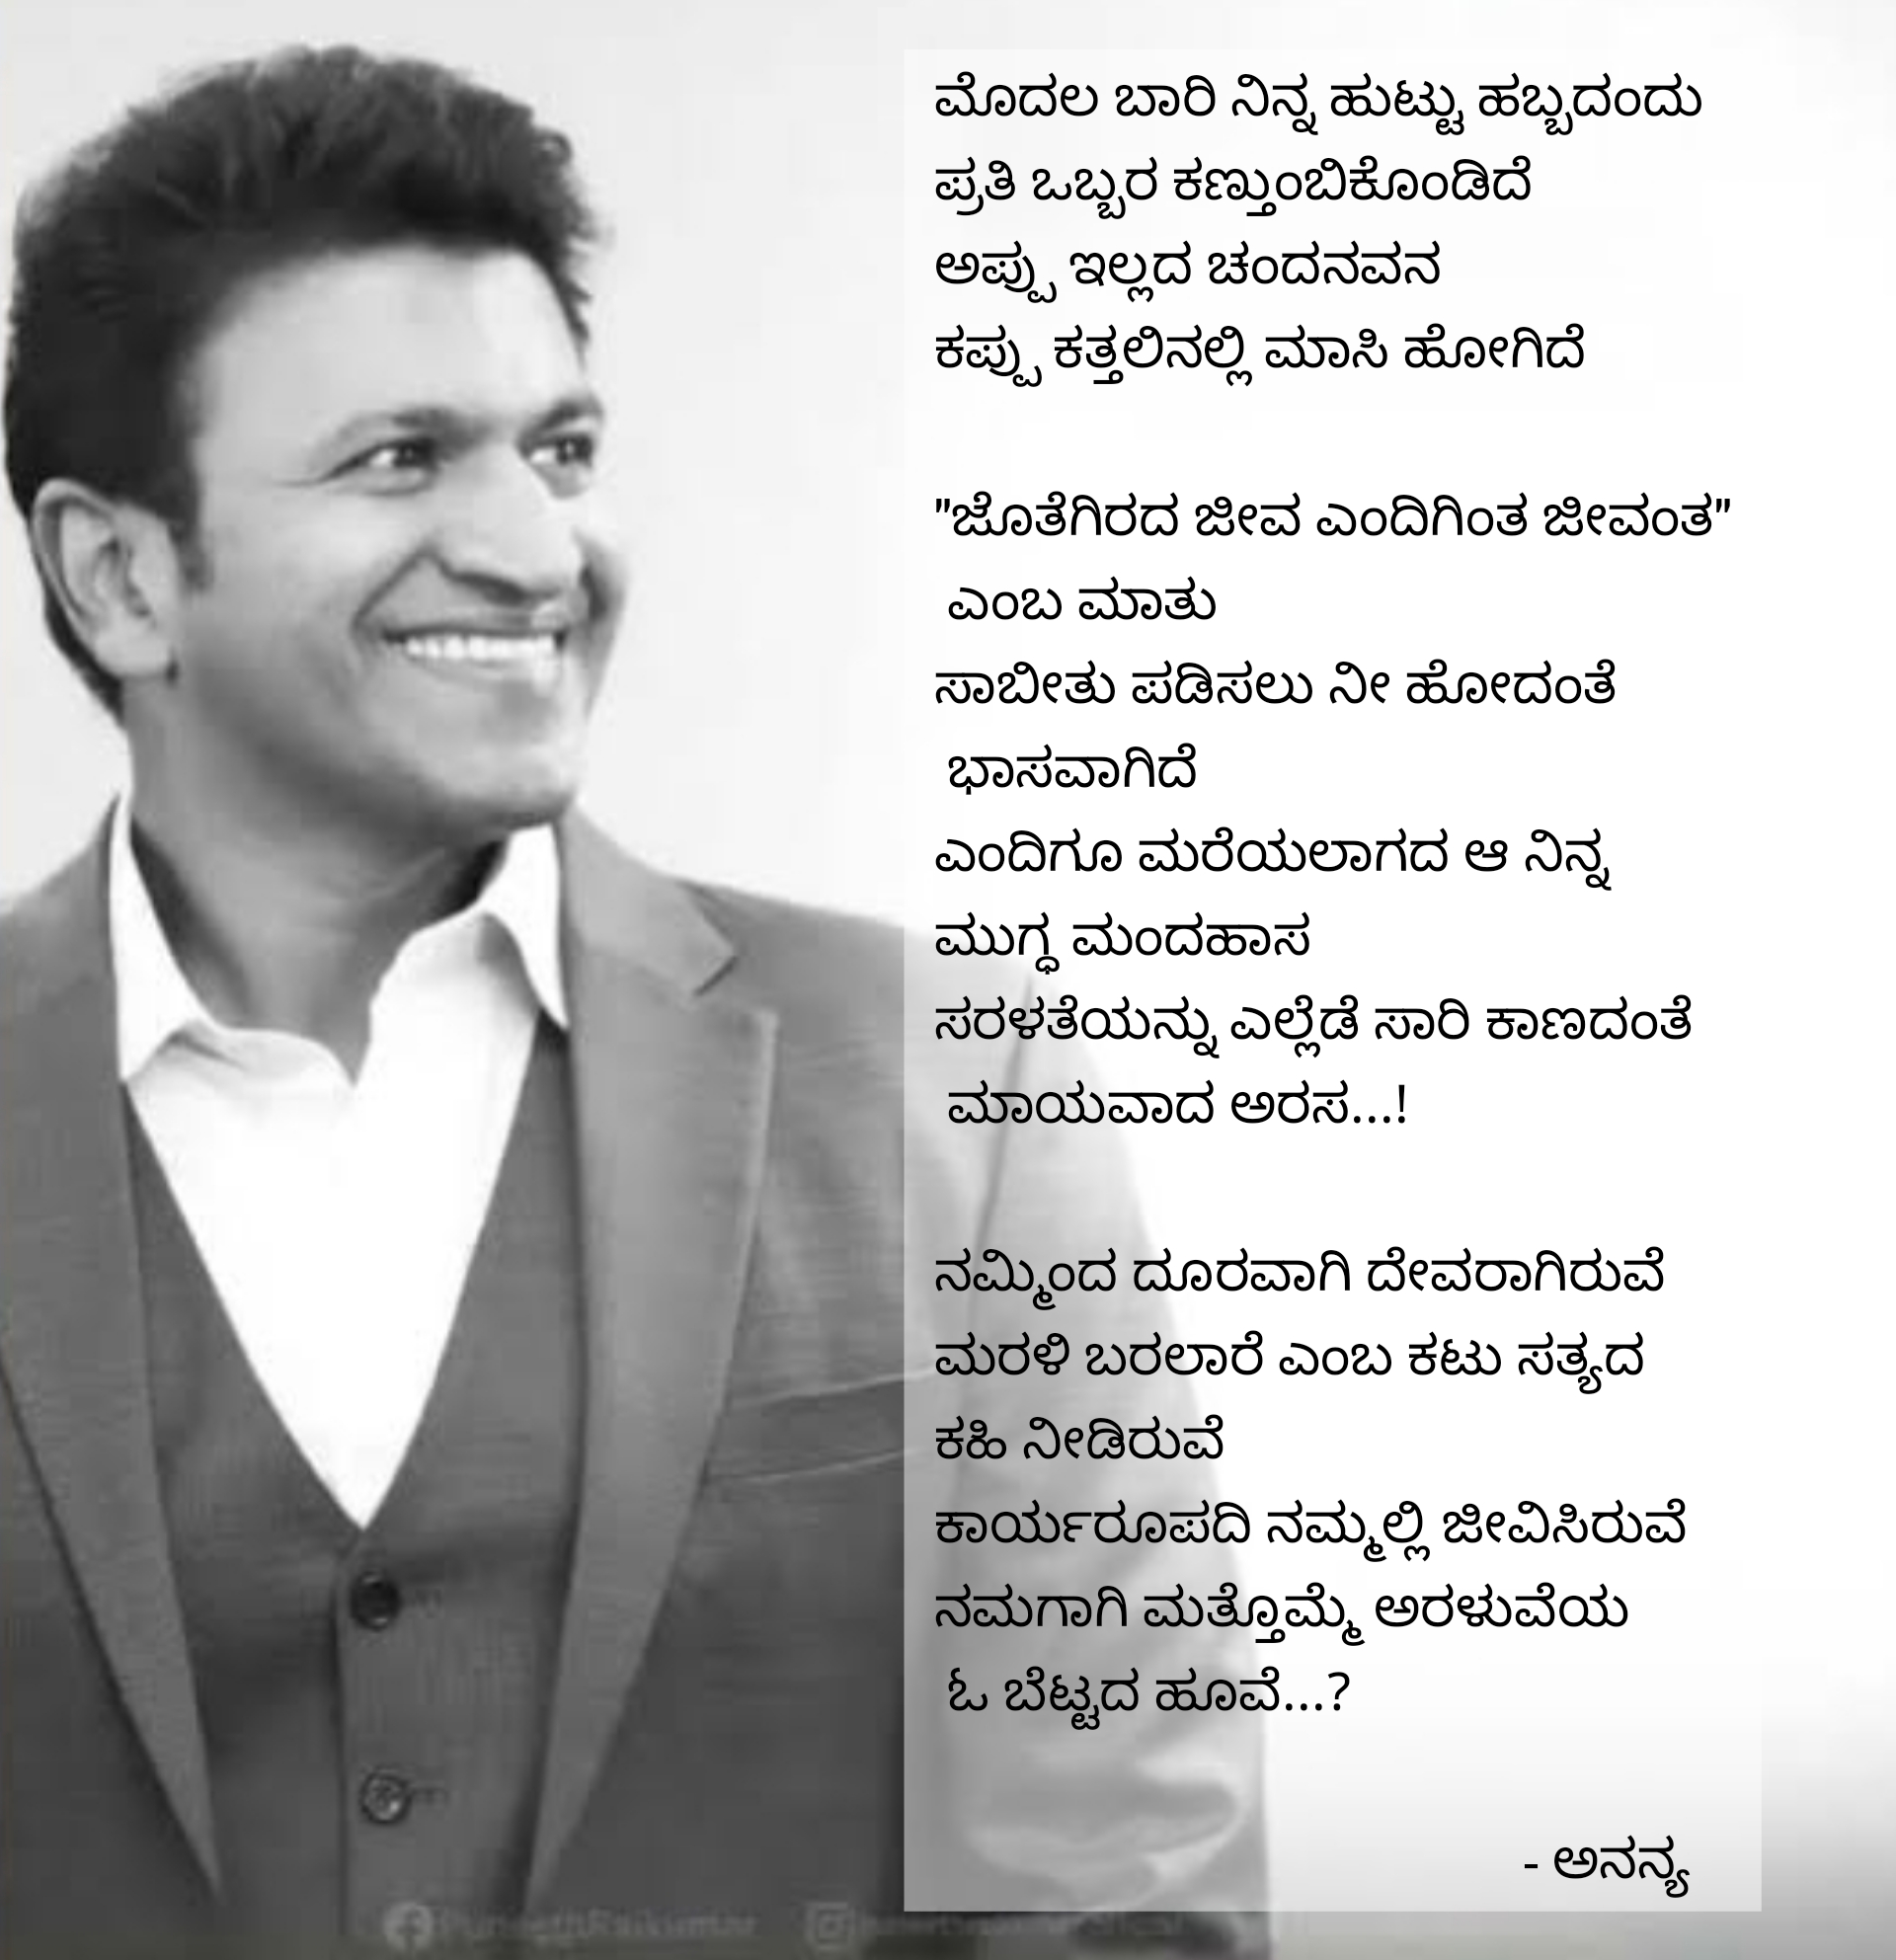 ಮೊದಲ ಬಾರಿ ನಿನ್ನ ಹುಟ್ಟು ಹಬ್ಬದಂದು
ಪ್ರತಿ ಒಬ್ಬರ ಕಣ್ತುಂಬಿಕೊಂಡಿದೆ
ಅಪ್ಪು ಇಲ್ಲದ ಚಂದನವನ
ಕಪ್ಪು ಕತ್ತಲಿನಲ್ಲಿ ಮಾಸಿ ಹೋಗಿದೆ
"ಜೊತೆಗಿರದ ಜೀವ ಎಂದಿಗಿಂತ ಜೀವಂತ"
ಎಂಬ ಮಾತು
ಸಾಬೀತು ಪಡಿಸಲು ನೀ ಹೋದಂತೆ
ಭಾಸವಾಗಿದೆ
ಎಂದಿಗೂ ಮರೆಯಲಾಗದ ಆ ನಿನ್ನ
ಮುಗ್ಧ ಮಂದಹಾಸ
ಸರಳತೆಯನ್ನು ಎಲ್ಲೆಡೆ ಸಾರಿ ಕಾಣದಂತೆ
ಮಾಯವಾದ ಅರಸ...!
ನಮ್ಮಿಂದ ದೂರವಾಗಿ ದೇವರಾಗಿರುವೆ
ಮರಳಿ ಬರಲಾರೆ ಎಂಬ ಕಟು ಸತ್ಯದ
ಕಹಿ ನೀಡಿರುವೆ
ಕಾರ್ಯರೂಪದಿ ನಮ್ಮಲ್ಲಿ ಜೀವಿಸಿರುವೆ
ನಮಗಾಗಿ ಮತ್ತೊಮ್ಮೆ ಅರಳುವೆಯ
ಓ ಬೆಟ್ಟದ ಹೂವೆ...?
- ಅನನ್ಯ
PuneethRajkumar